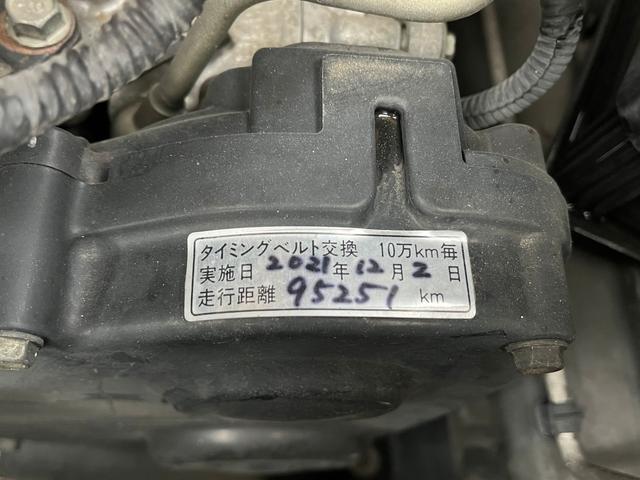 タイミングベルト交換 10万km毎
実施日 2021年 12月 2日
走行距離 95251 km